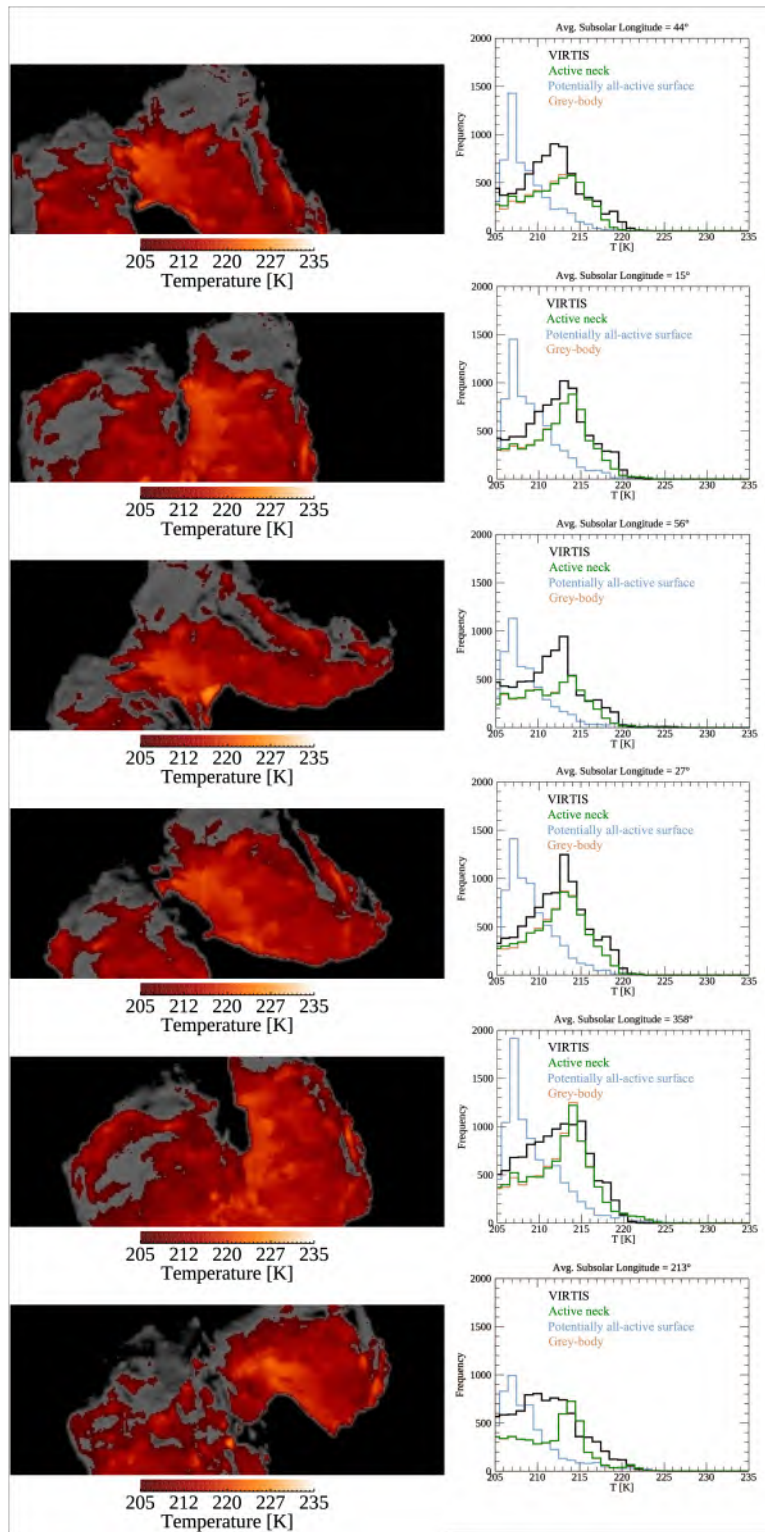 Avg. Subsolar Longitude = 44°
2000
1500
1000
500
0
Frequency
VIRTIS
Active neck
Potentially all-active surface
Grey-body
205 210 215 220 225 230 235
T [K]
205 212 220 227 235
Temperature [K]
Avg. Subsolar Longitude = 15°
2000
1500
1000
500
0
Frequency
VIRTIS
Active neck
Potentially all-active surface
Grey-body
205 210 215 220 225 230 235
T [K]
205 212 220 227 235
Temperature [K]
Avg. Subsolar Longitude = 56°
2000
1500
1000
500
0
Frequency
VIRTIS
Active neck
Potentially all-active surface
Grey-body
205 210 215 220 225 230 235
T [K]
205 212 220 227 235
Temperature [K]
Avg. Subsolar Longitude = 27°
2000
1500
1000
500
0
Frequency
VIRTIS
Active neck
Potentially all-active surface
Grey-body
205 210 215 220 225 230 235
T [K]
205 212 220 227 235
Temperature [K]
Avg. Subsolar Longitude = 358°
2000
1500
1000
500
0
Frequency
VIRTIS
Active neck
Potentially all-active surface
Grey-body
205 210 215 220 225 230 235
T [K]
205 212 220 227 235
Temperature [K]
Avg. Subsolar Longitude = 213°
2000
1500
1000
500
0
Frequency
VIRTIS
Active neck
Potentially all-active surface
Grey-body
205 210 215 220 225 230 235
T [K]
205 212 220 227 235
Temperature [K]